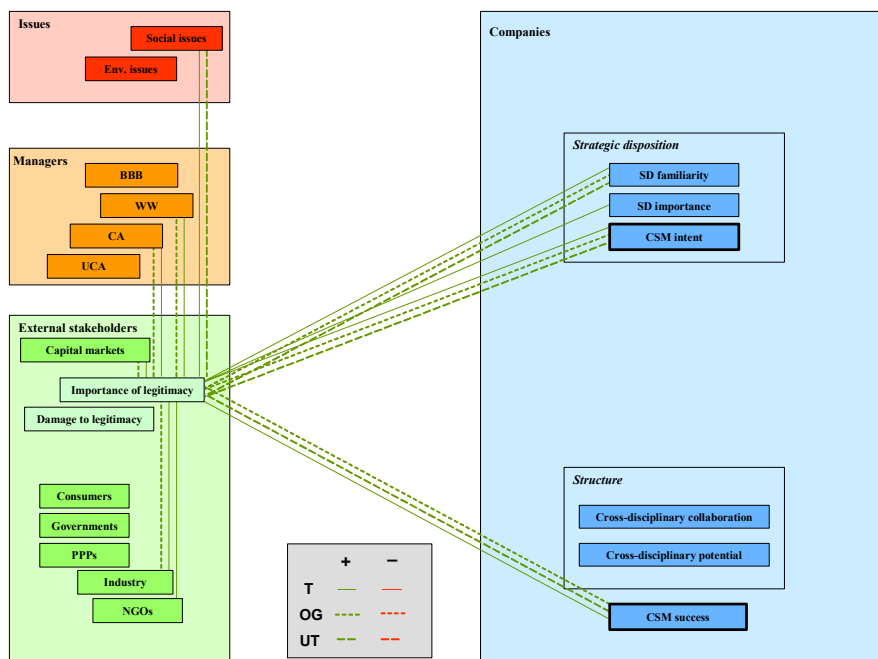 Issues
Social issues
Env. issues
Managers
BBB
WW
CA
UCA
External stakeholders
Capital markets
Importance of legitimacy
Damage to legitimacy
Consumers
Governments
PPPs
Industry
NGOs
+ −
T
OG
UT
Companies
Strategic disposition
SD familiarity
SD importance
CSM intent
Structure
Cross-disciplinary collaboration
Cross-disciplinary potential
CSM success